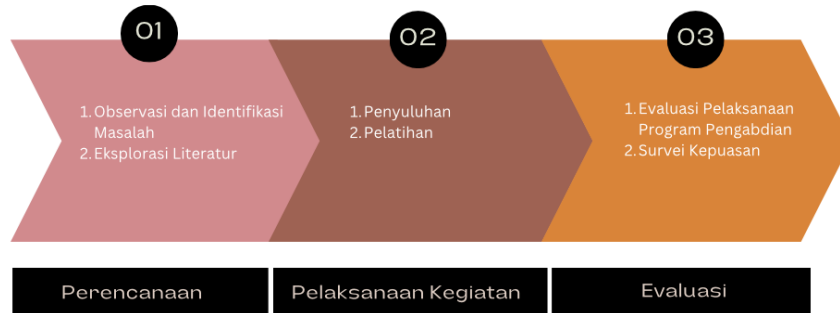 01
1. Observasi dan Identifikasi
Masalah
2. Eksplorasi Literatur
02
1. Penyuluhan
2. Pelatihan
03
1. Evaluasi Pelaksanaan
Program Pengabdian
2. Survei Kepuasan
Perencanaan
Pelaksanaan Kegiatan
Evaluasi